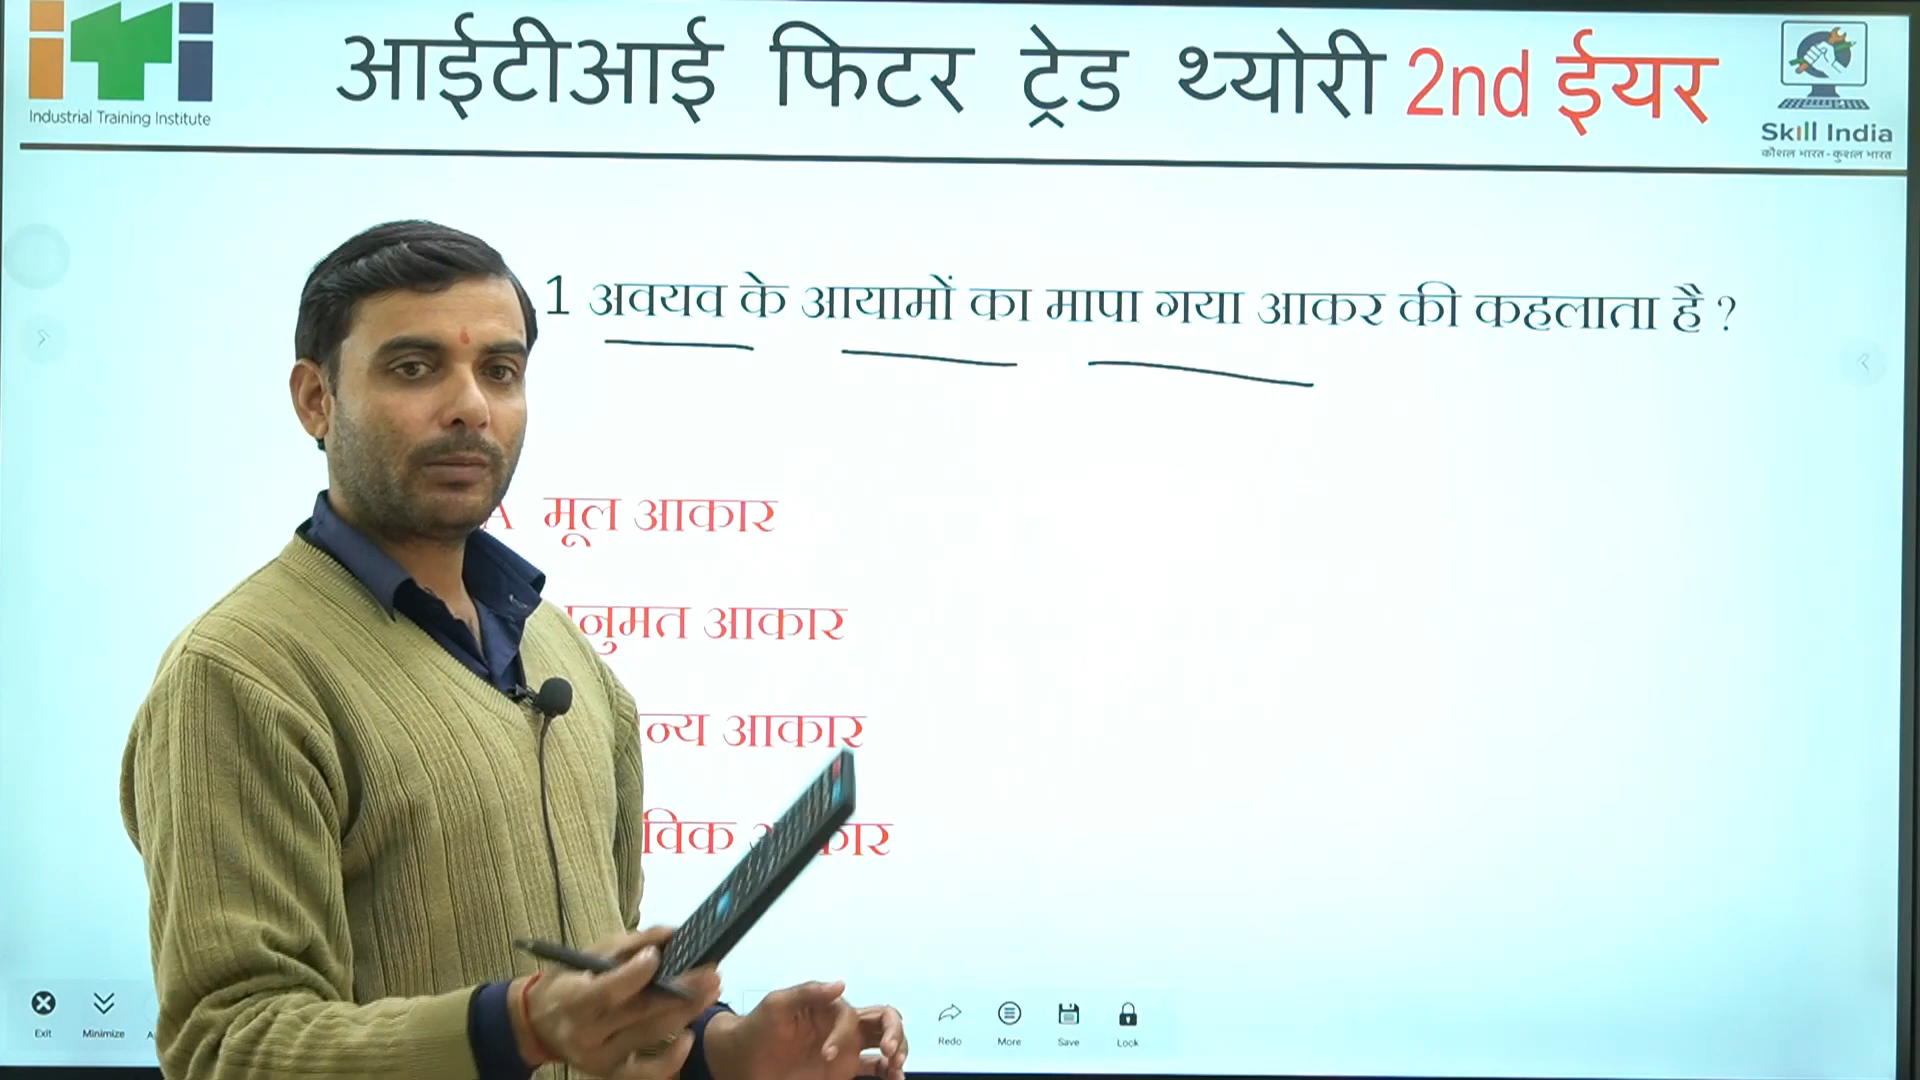 Industrial Training Institute
आईटीआई फिटर ट्रेड थ्योरी 2nd ईयर
Skill India
कौशल भारत - कुशल भारत
1 अवयव के आयामों का मापा गया आकर की कहलाता है ?
A मूल आकार
आकार
आकार
Exit
Minimize
Redo
More
Save
Lock